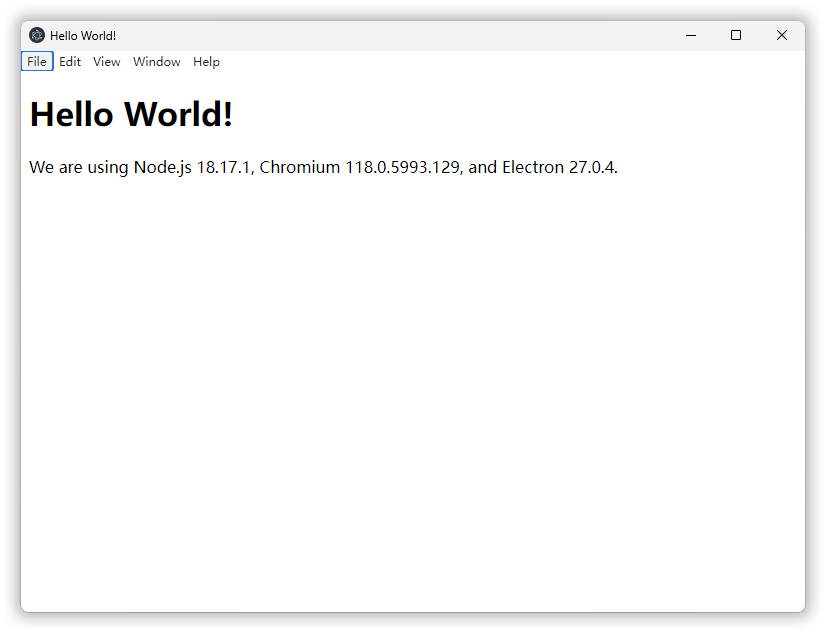 Hello World!
File Edit View Window Help
Hello World!
We are using Node.js 18.17.1, Chromium 118.0.5993.129, and Electron 27.0.4.